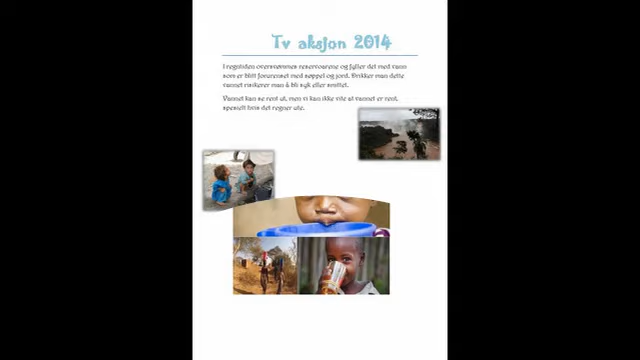 Tv aksjon 2014
I regntiden oversvømmes reservoarene og fyller det med vann
som er blitt forurenset med søppel og jord. Drikker man dette
vannet risikerer man å bli syk eller smittet.
Vannet kan se rent ut, men vi kan ikke vite at vannet er rent,
spesielt hvis det regner ute.